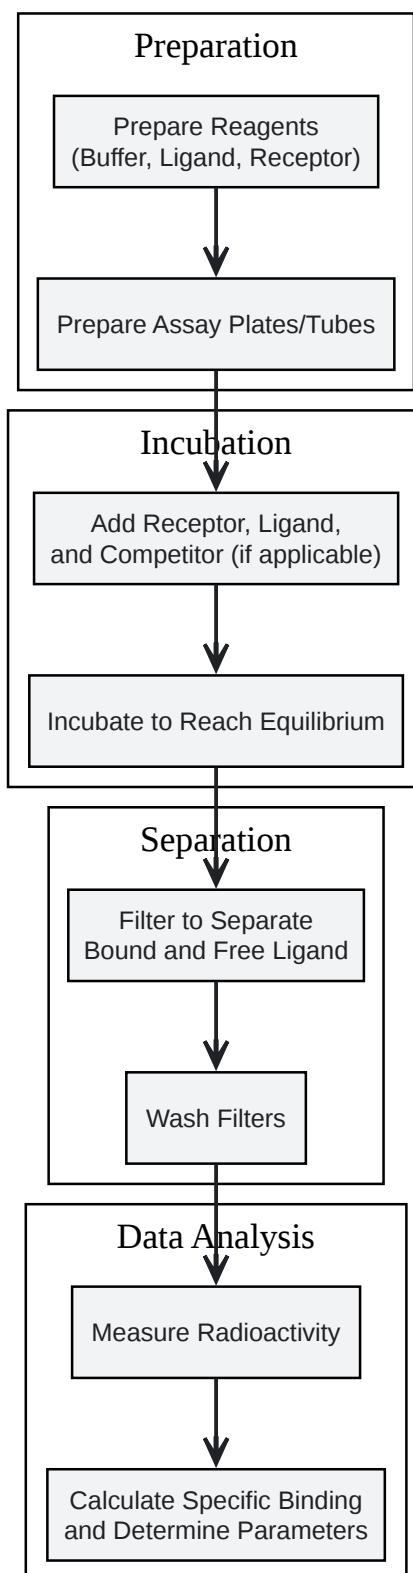 Preparation
Prepare Reagents
(Buffer, Ligand, Receptor)
Prepare Assay Plates/Tubes
Incubation
Add Receptor, Ligand,
and Competitor (if applicable)
Incubate to Reach Equilibrium
Separation
Filter to Separate
Bound and Free Ligand
Wash Filters
Data Analysis
Measure Radioactivity
Calculate Specific Binding
and Determine Parameters